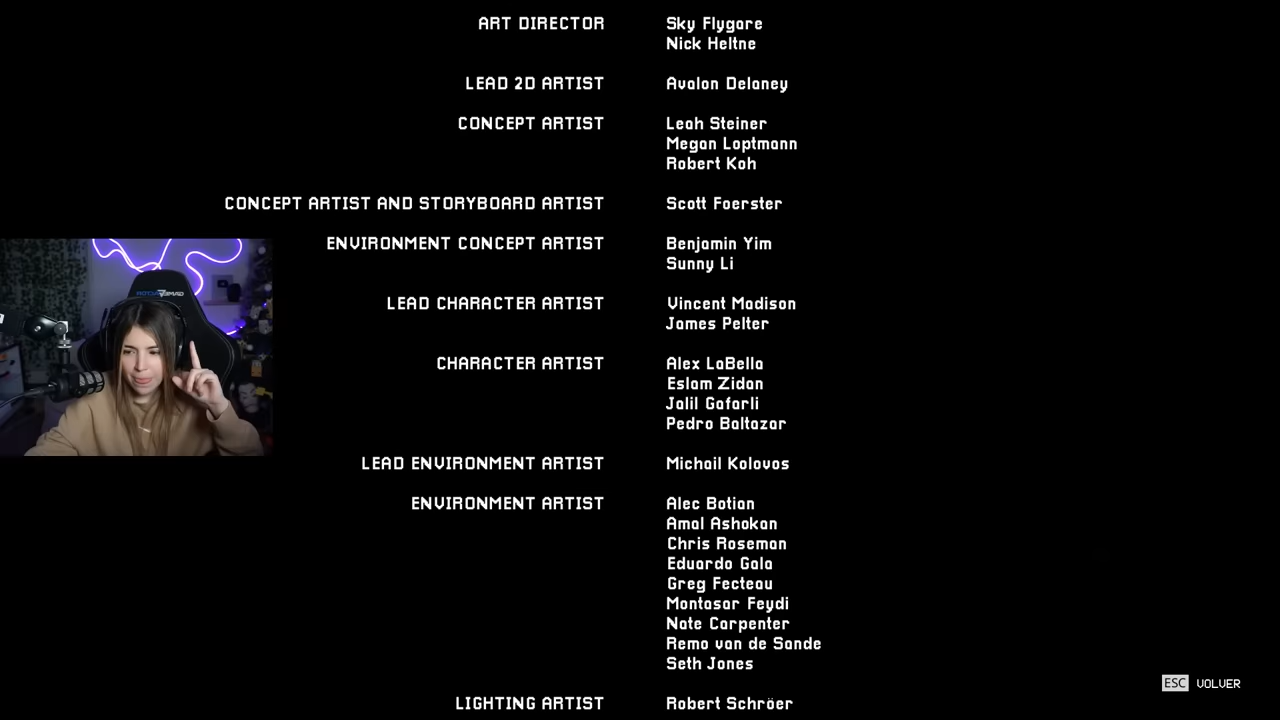 ART DIRECTOR Sky Flygare
Nick Heltne
LEAD 2D ARTIST Avalon Delaney
CONCEPT ARTIST Leah Steiner
Megan Loptmann
Robert Koh
CONCEPT ARTIST AND STORYBOARD ARTIST Scott Foerster
ENVIRONMENT CONCEPT ARTIST Benjamin Yim
Sunny Li
LEAD CHARACTER ARTIST Vincent Madison
James Pelter
CHARACTER ARTIST Alex LaBella
Eslam Zidan
Jalil Gafarli
Pedro Baltazar
LEAD ENVIRONMENT ARTIST Michail Kolovos
ENVIRONMENT ARTIST Alec Botian
Amal Ashokan
Chris Roseman
Eduardo Gala
Greg Fecteau
Montasar Feydi
Nate Carpenter
Remo van de Sande
Seth Jones
LIGHTING ARTIST Robert Schröer
ESC VOLVER